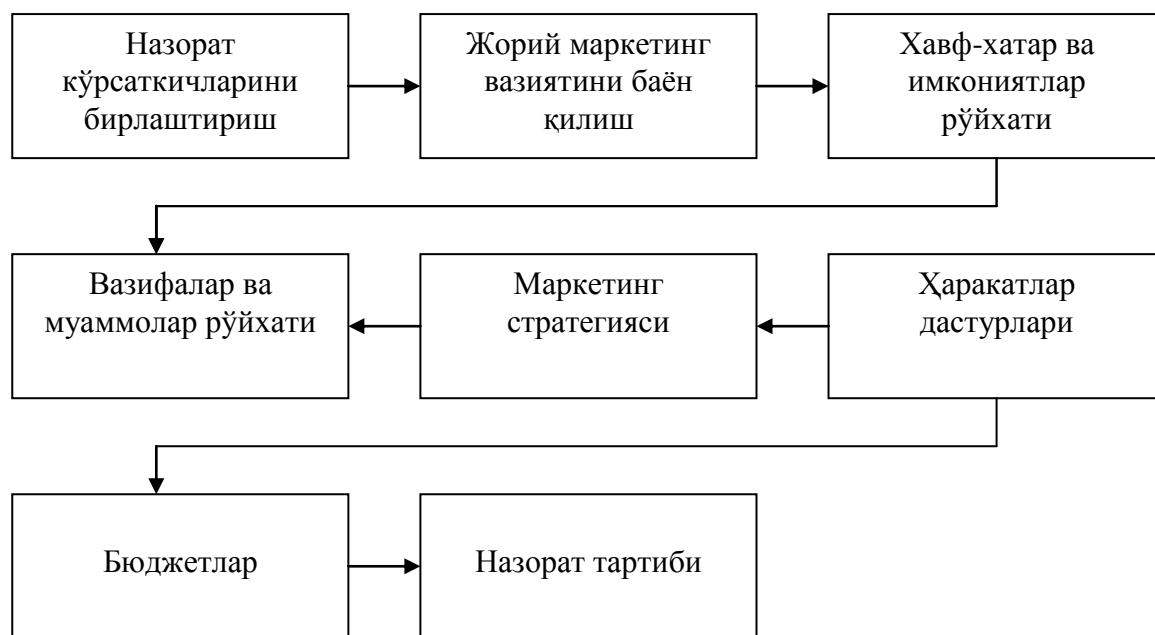 Назорат
кўрсаткичларини
бирлаштириш
Жорий маркетинг
вазиятини баён
қилиш
Хавф-хатар ва
имкониятлар
рўйхати
Вазифалар ва
муаммолар рўйхати
Маркетинг
стратегияси
Ҳаракатлар
дастурлари
Бюджетлар
Назорат тартиби